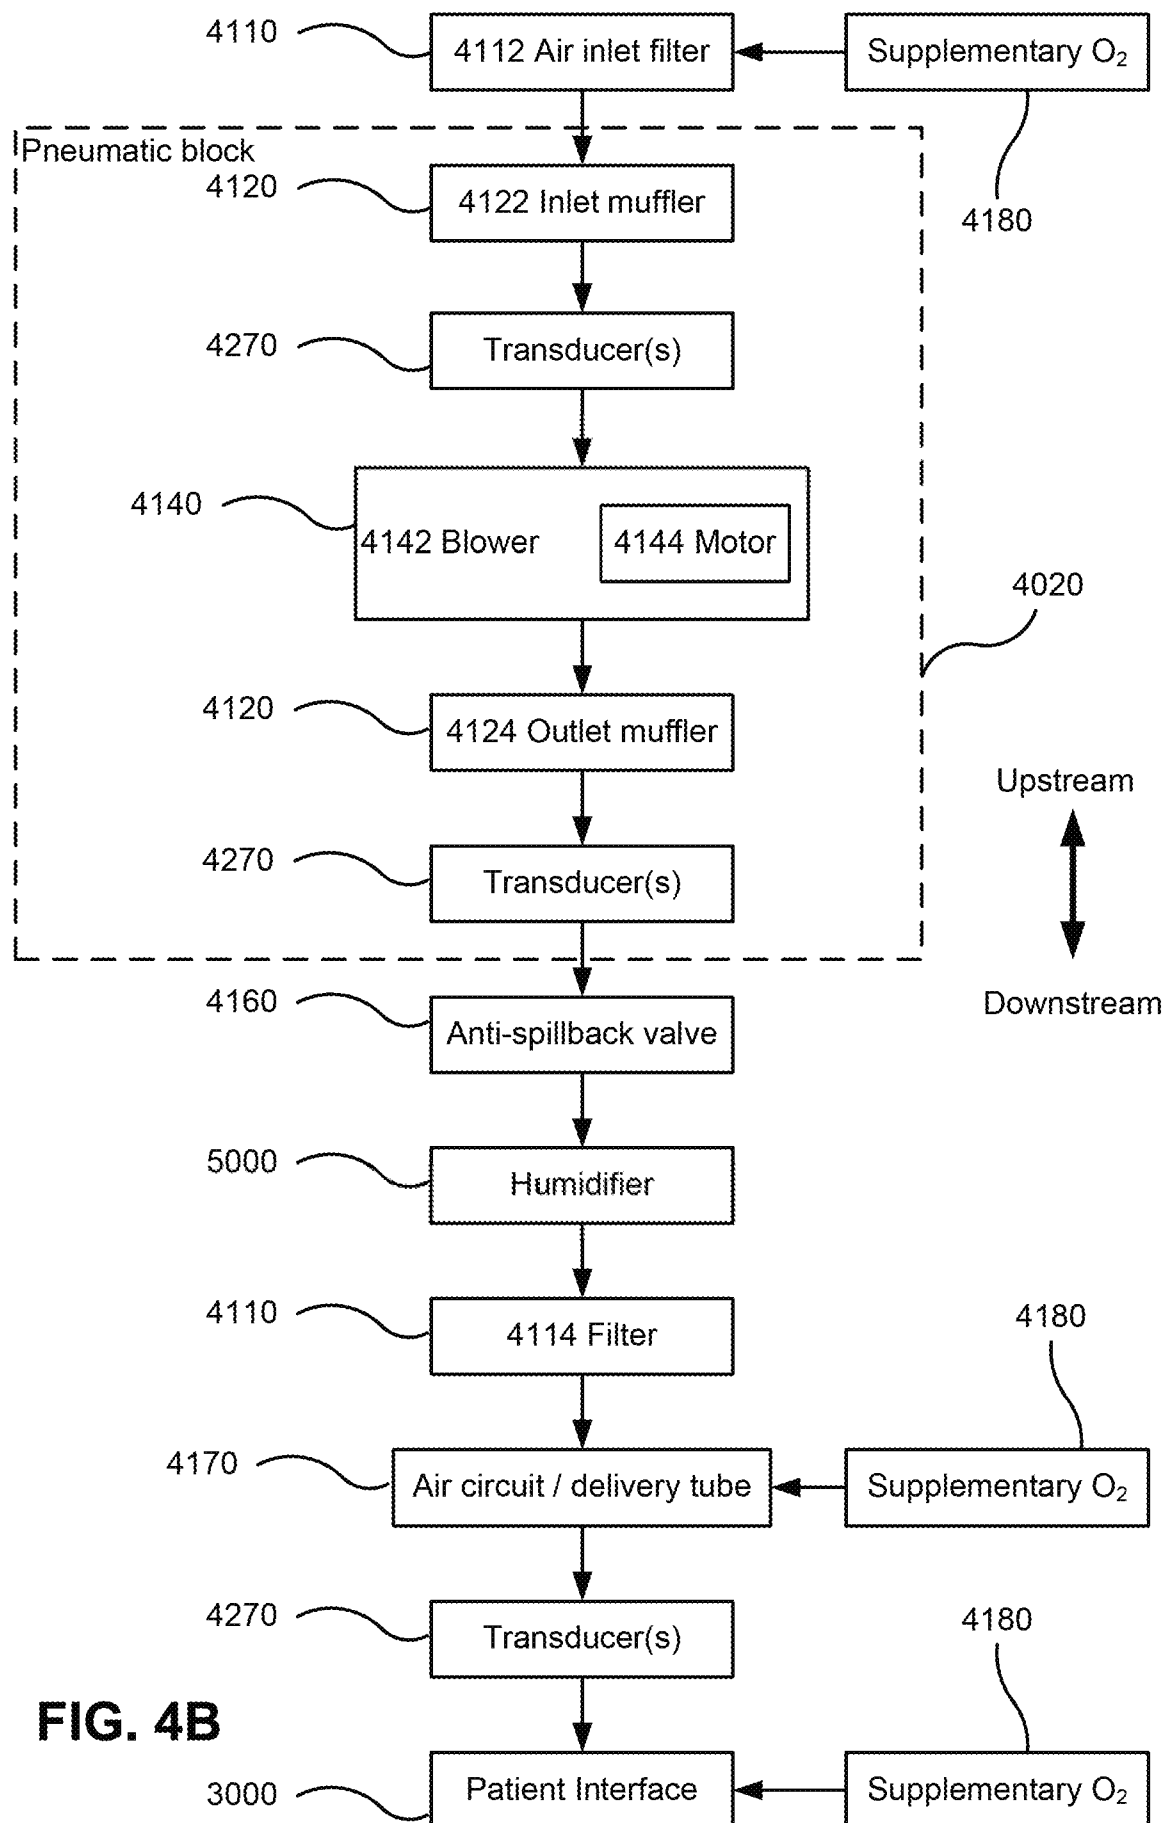 4110
4112 Air inlet filter
Supplementary O₂
4180
Pneumatic block
4120
4122 Inlet muffler
4270
Transducer(s)
4140
4142 Blower
4144 Motor
4020
4120
4124 Outlet muffler
Upstream
4270
Transducer(s)
Downstream
4160
Anti-spillback valve
5000
Humidifier
4110
4114 Filter
4180
4170
Air circuit / delivery tube
Supplementary O₂
4270
Transducer(s)
4180
FIG. 4B
3000
Patient Interface
Supplementary O₂